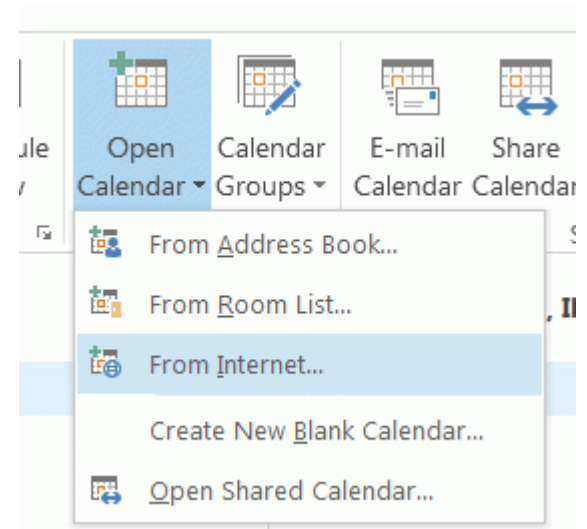 Open Calendar
Calendar Groups
E-mail Calendar
Share Calendar
From Address Book...
From Room List...
From Internet...
Create New Blank Calendar...
Open Shared Calendar...